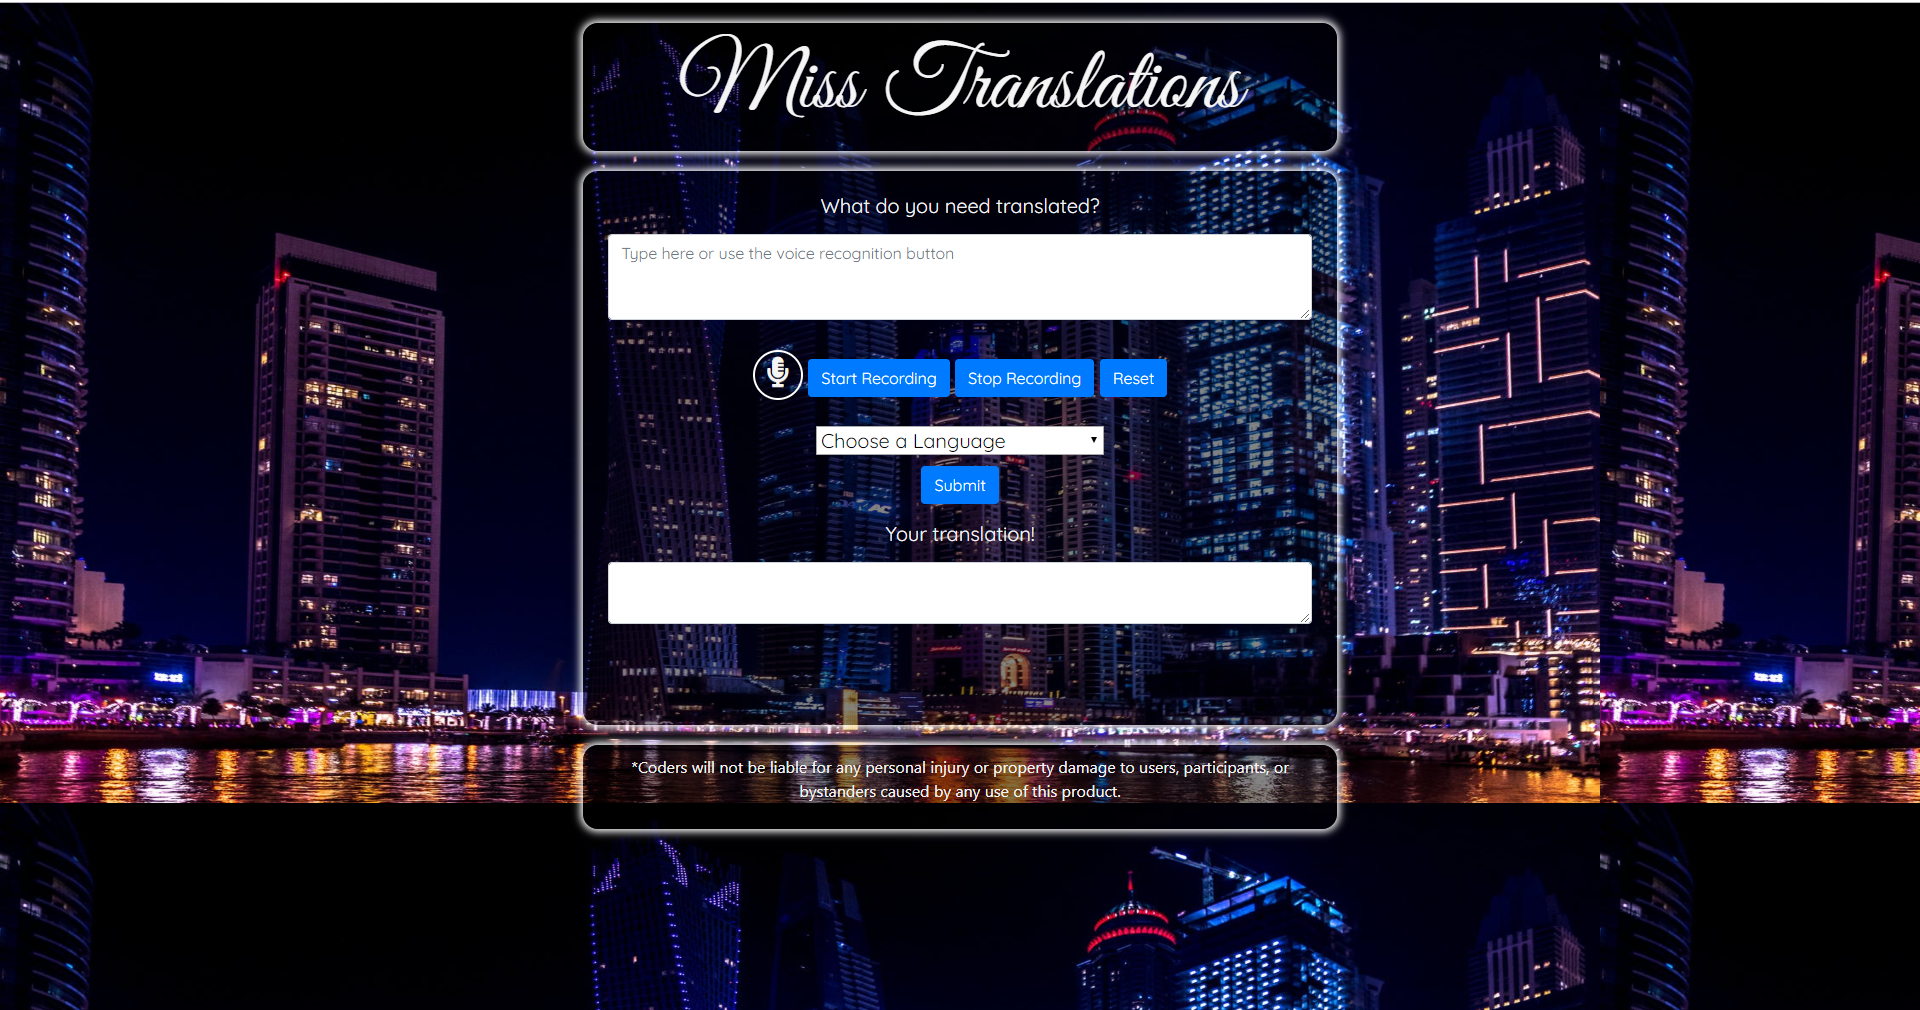 Miss Translations
What do you need translated?
Type here or use the voice recognition button
Start Recording Stop Recording Reset
Choose a Language
Submit
Your translation!
*Coders will not be liable for any personal injury or property damage to users, participants, or
bystanders caused by any use of this product.